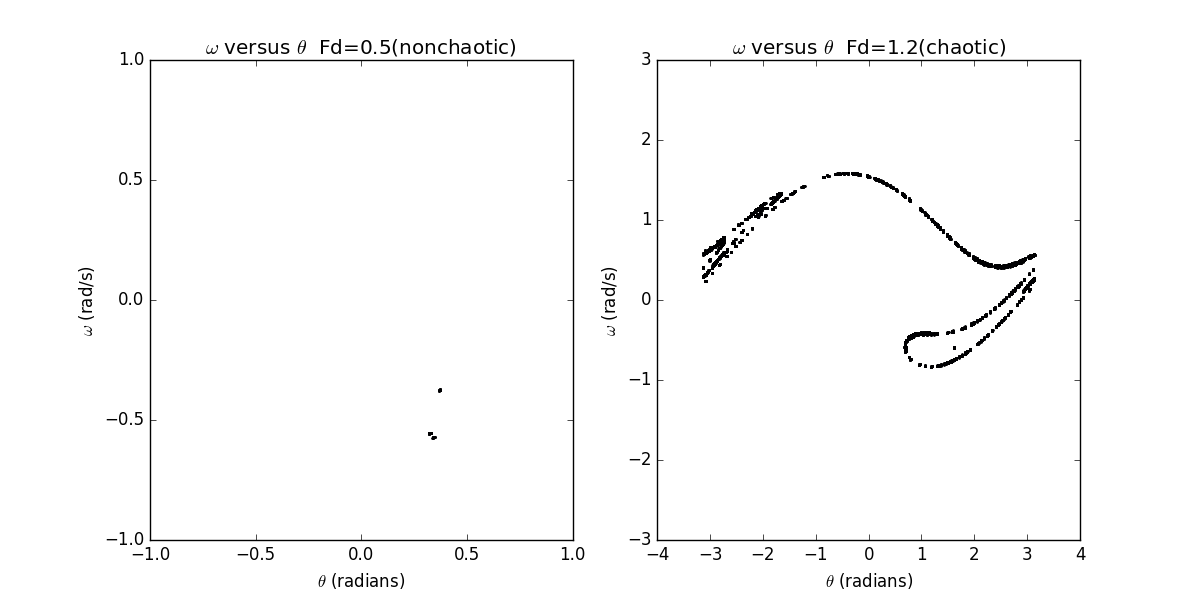 ω versus θ Fd=0.5(nonchaotic)
1.0
0.5
0.0
−0.5
−1.0
ω (rad/s)
−1.0 −0.5 0.0 0.5 1.0
θ (radians)
ω versus θ Fd=1.2(chaotic)
3
2
1
0
−1
−2
−3
ω (rad/s)
−4 −3 −2 −1 0 1 2 3 4
θ (radians)